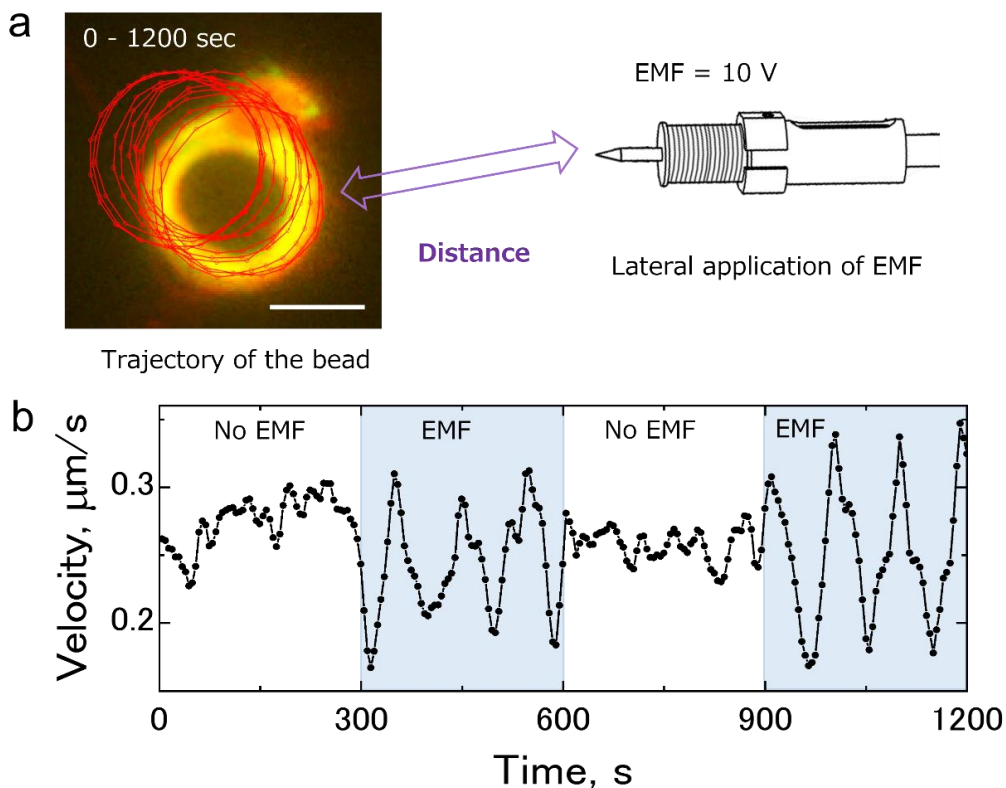 a
0 - 1200 sec
EMF = 10 V
Distance
Lateral application of EMF
Trajectory of the bead
b
No EMF
EMF
No EMF
EMF
Velocity, μm/s
0.3
0.2
0
300
600
900
1200
Time, s